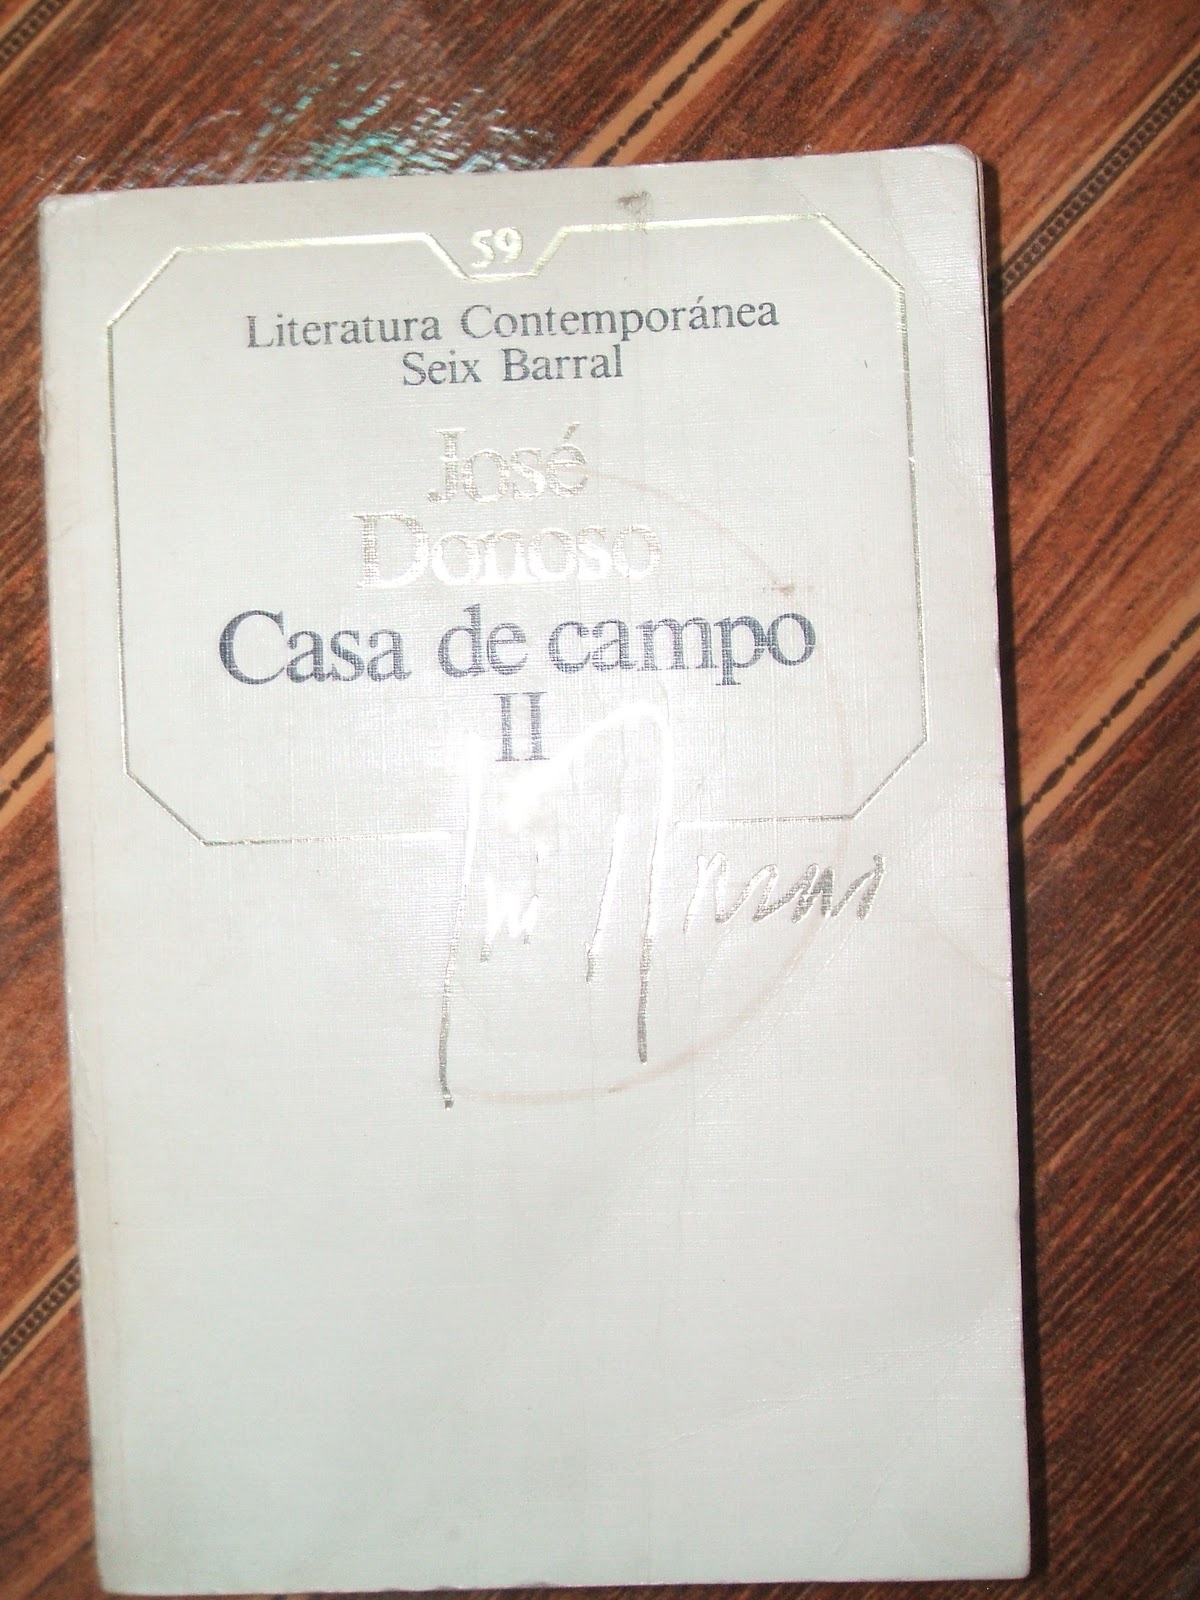 59
Literatura Contemporánea
Seix Barral
José
Donoso
Casa de campo
II